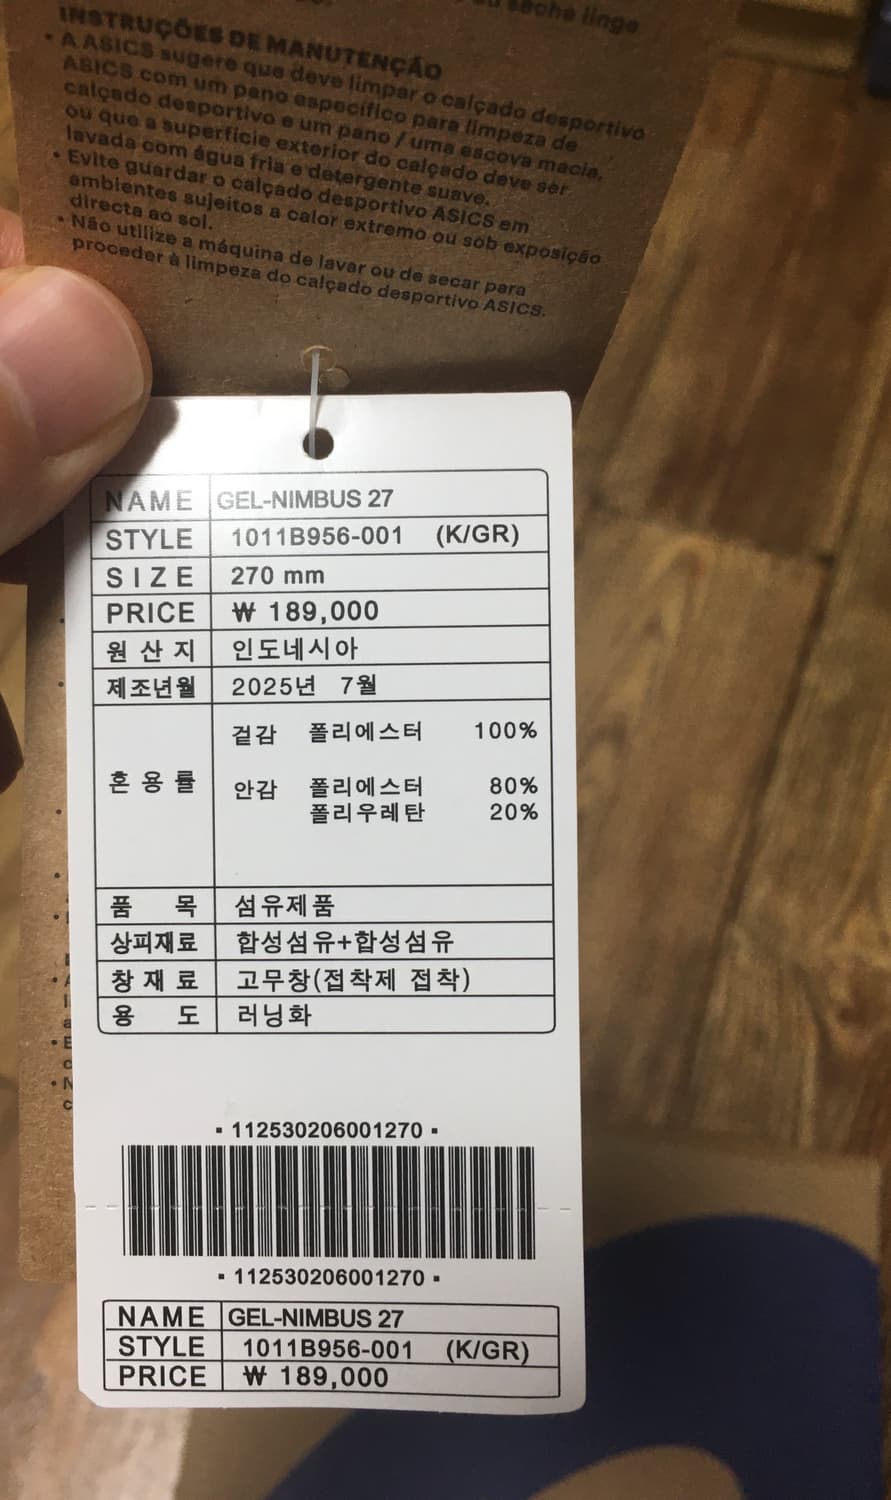 seche linge
INSTRUÇÕES DE MANUTENÇÃO
• A ASICS sugere que deve limpar o calçado desportivo
ASICS com um pano específico para limpeza de
calçado desportivo e um pano / uma escova macia,
ou que a superfície exterior do calçado deve ser
lavada com água fria e detergente suave.
• Evite guardar o calçado desportivo ASICS em
ambientes sujeitos a calor extremo ou sob exposição
directa ao sol.
• Não utilize a máquina de lavar ou de secar para
proceder à limpeza do calçado desportivo ASICS.
NAME GEL-NIMBUS 27
STYLE 1011B956-001 (K/GR)
SIZE 270 mm
PRICE ₩ 189,000
원산지 인도네시아
제조년월 2025년 7월
혼용률 겉감 폴리에스터 100%
안감 폴리에스터 80%
폴리우레탄 20%
품목 섬유제품
상피재료 합성섬유+합성섬유
창재료 고무창(접착제 접착)
용도 러닝화
▪ 112530206001270 ▪
▪ 112530206001270 ▪
NAME GEL-NIMBUS 27
STYLE 1011B956-001 (K/GR)
PRICE ₩ 189,000